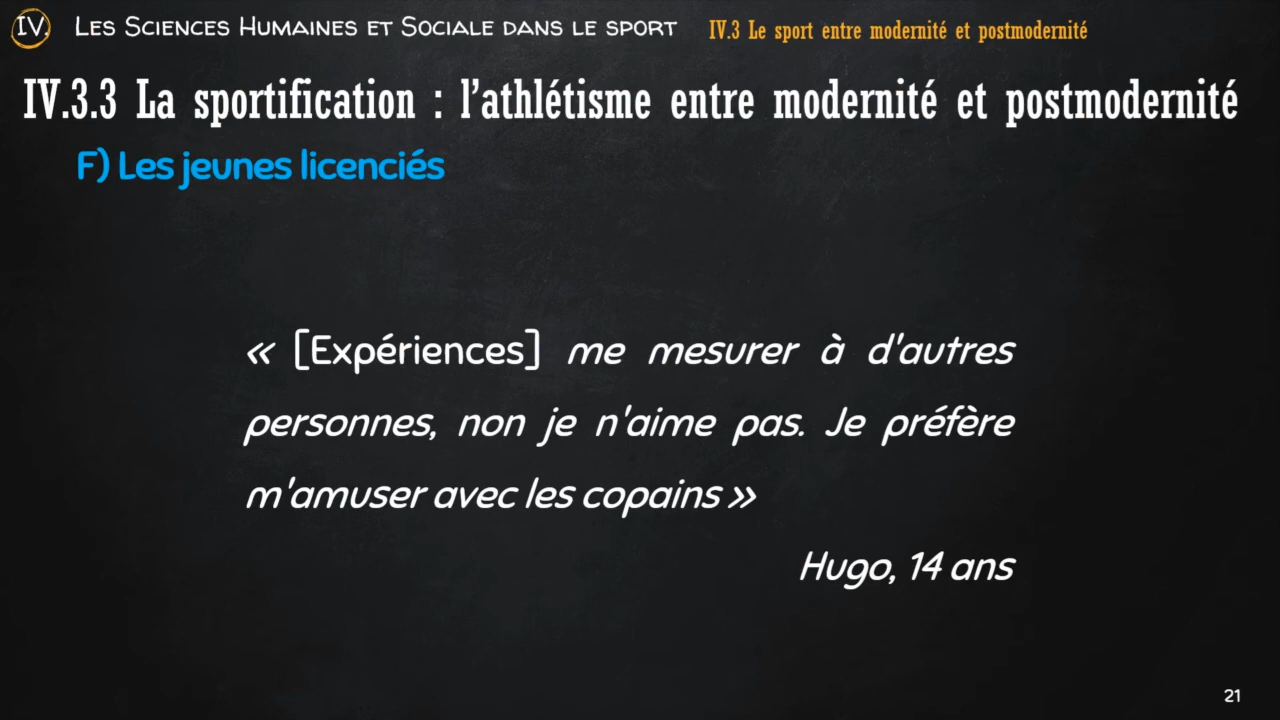 IV. Les Sciences Humaines et Sociale dans le sport IV.3 Le sport entre modernité et postmodernité
IV.3.3 La sportification : l'athlétisme entre modernité et postmodernité
F) Les jeunes licenciés
« [Expériences] me mesurer à d'autres
personnes, non je n'aime pas. Je préfère
m'amuser avec les copains »
Hugo, 14 ans
21